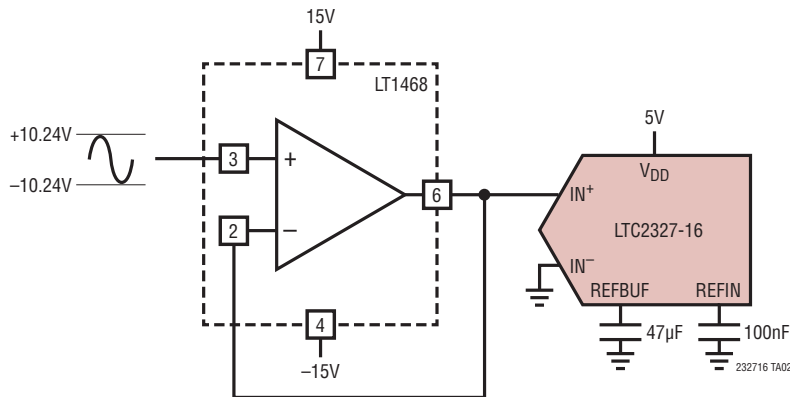 15V
7
LT1468
+10.24V
–10.24V
3
+
2
–
6
4
–15V
5V
VDD
IN+
LTC2327-16
IN–
REFBUF
REFIN
47µF
100nF
232716 TA02